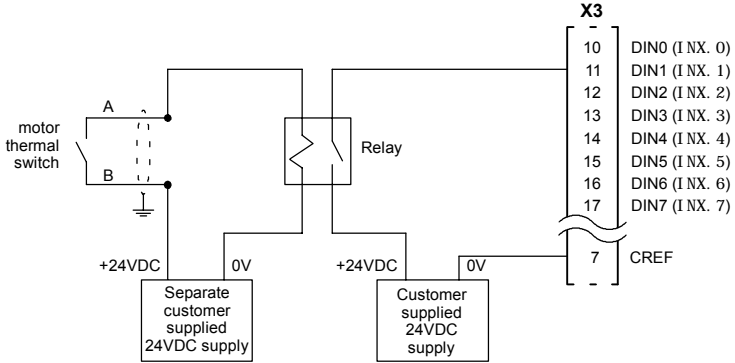 X3
10 DIN0 (INX. 0)
11 DIN1 (INX. 1)
12 DIN2 (INX. 2)
13 DIN3 (INX. 3)
14 DIN4 (INX. 4)
15 DIN5 (INX. 5)
16 DIN6 (INX. 6)
17 DIN7 (INX. 7)
7 CREF
A
motor
thermal
switch
B
Relay
+24VDC
0V
Separate
customer
supplied
24VDC supply
+24VDC
0V
Customer
supplied
24VDC
supply